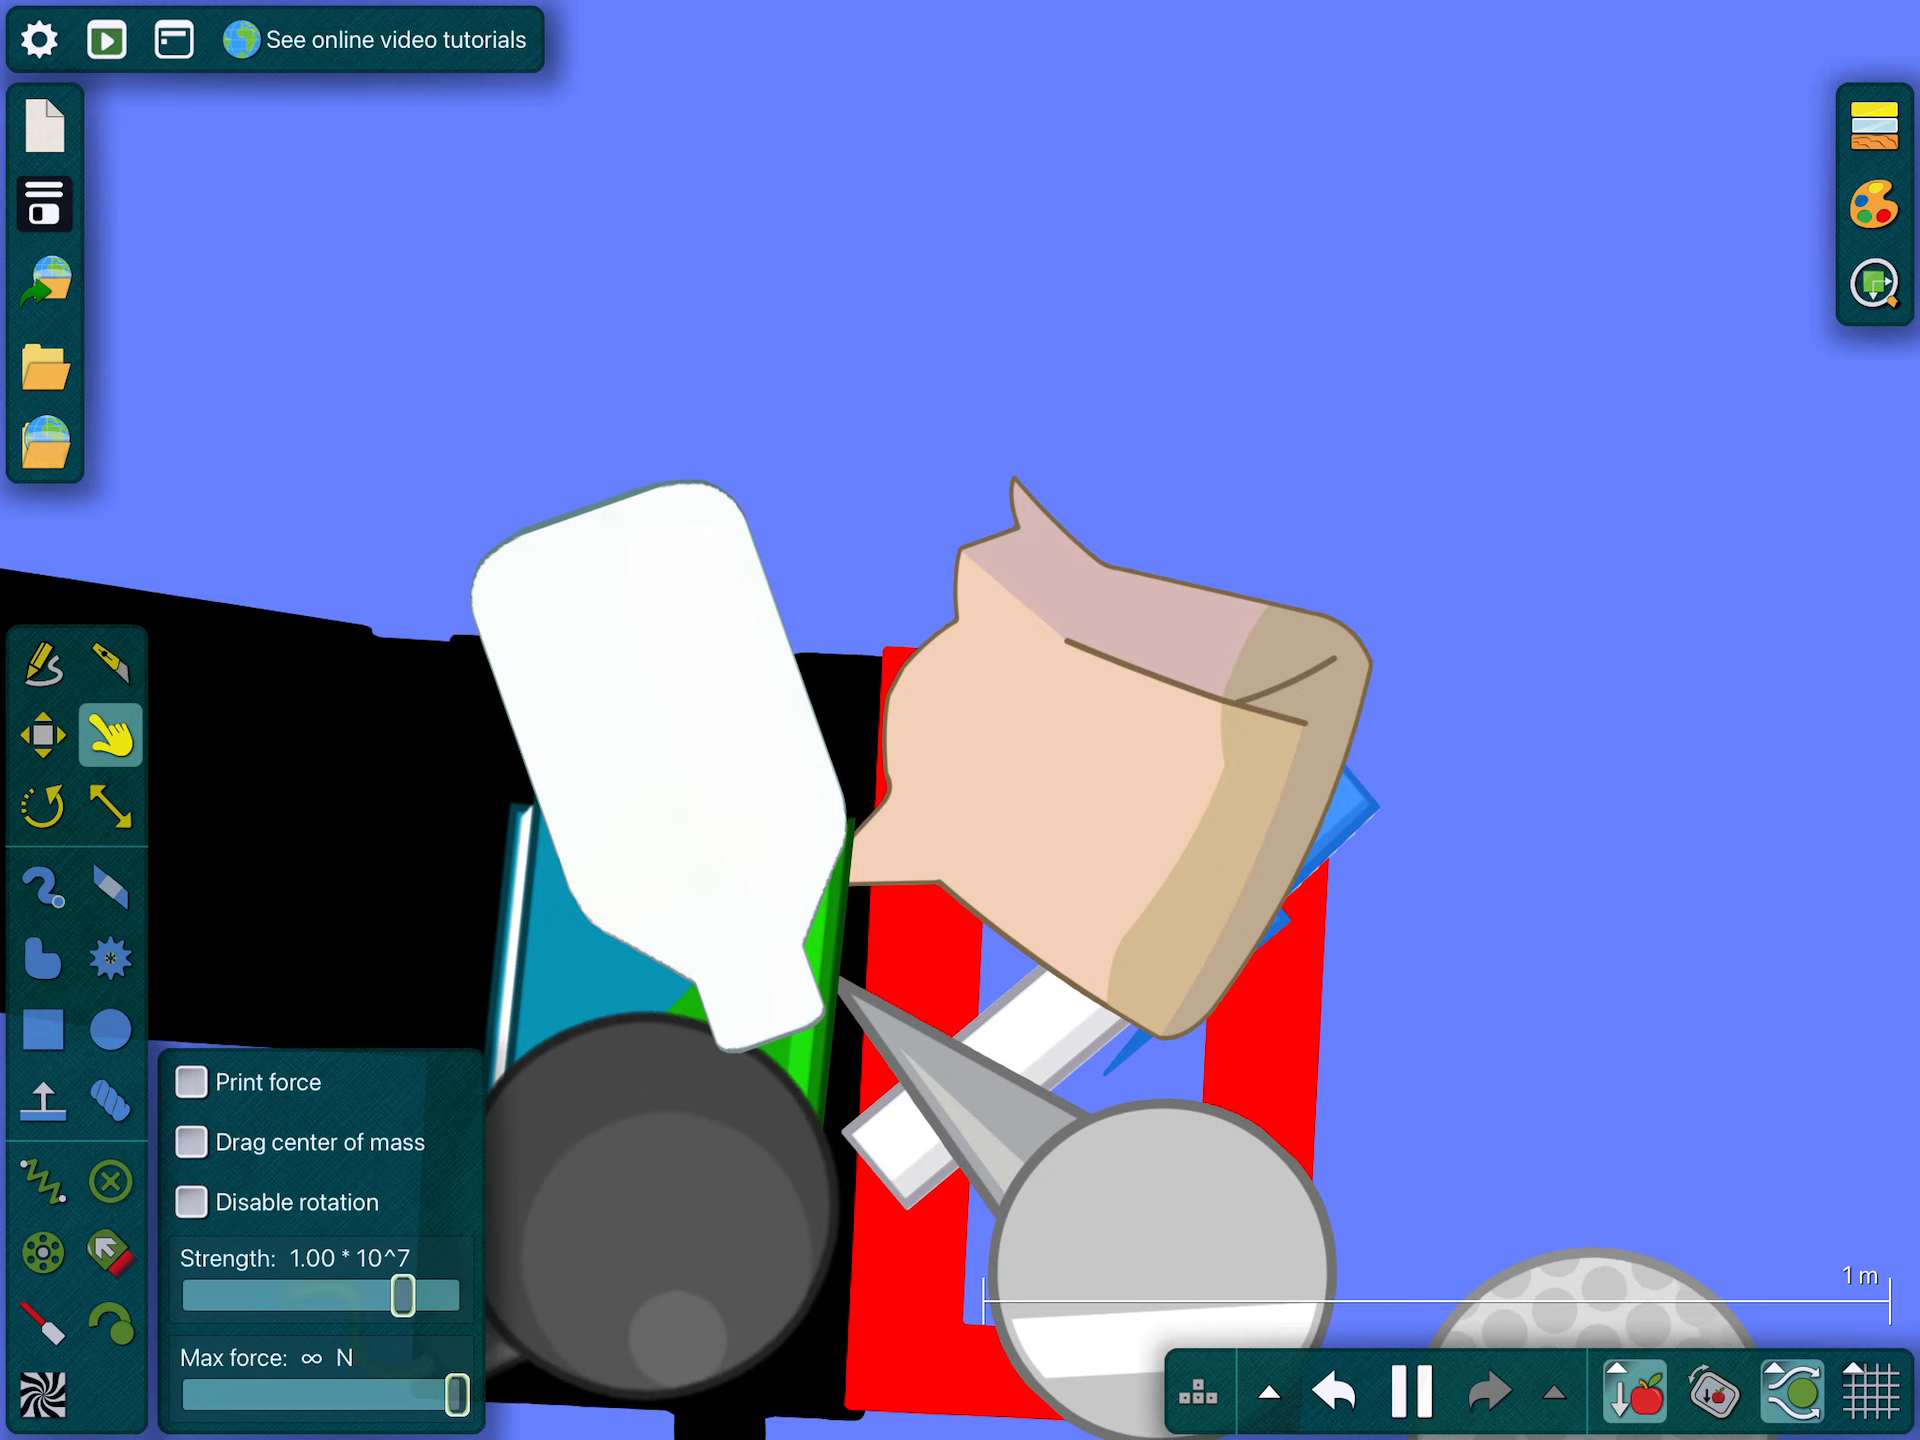 See online video tutorials
Print force
Drag center of mass
Disable rotation
Strength: 1.00 * 10^7
Max force: ∞ N
1 m